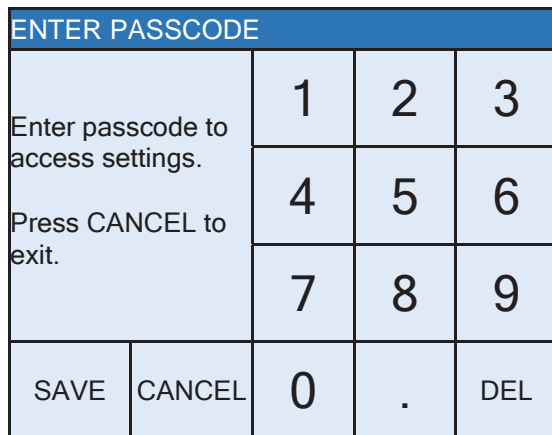 ENTER PASSCODE
Enter passcode to
access settings.
Press CANCEL to
exit.
1 2 3
4 5 6
7 8 9
SAVE CANCEL 0 . DEL